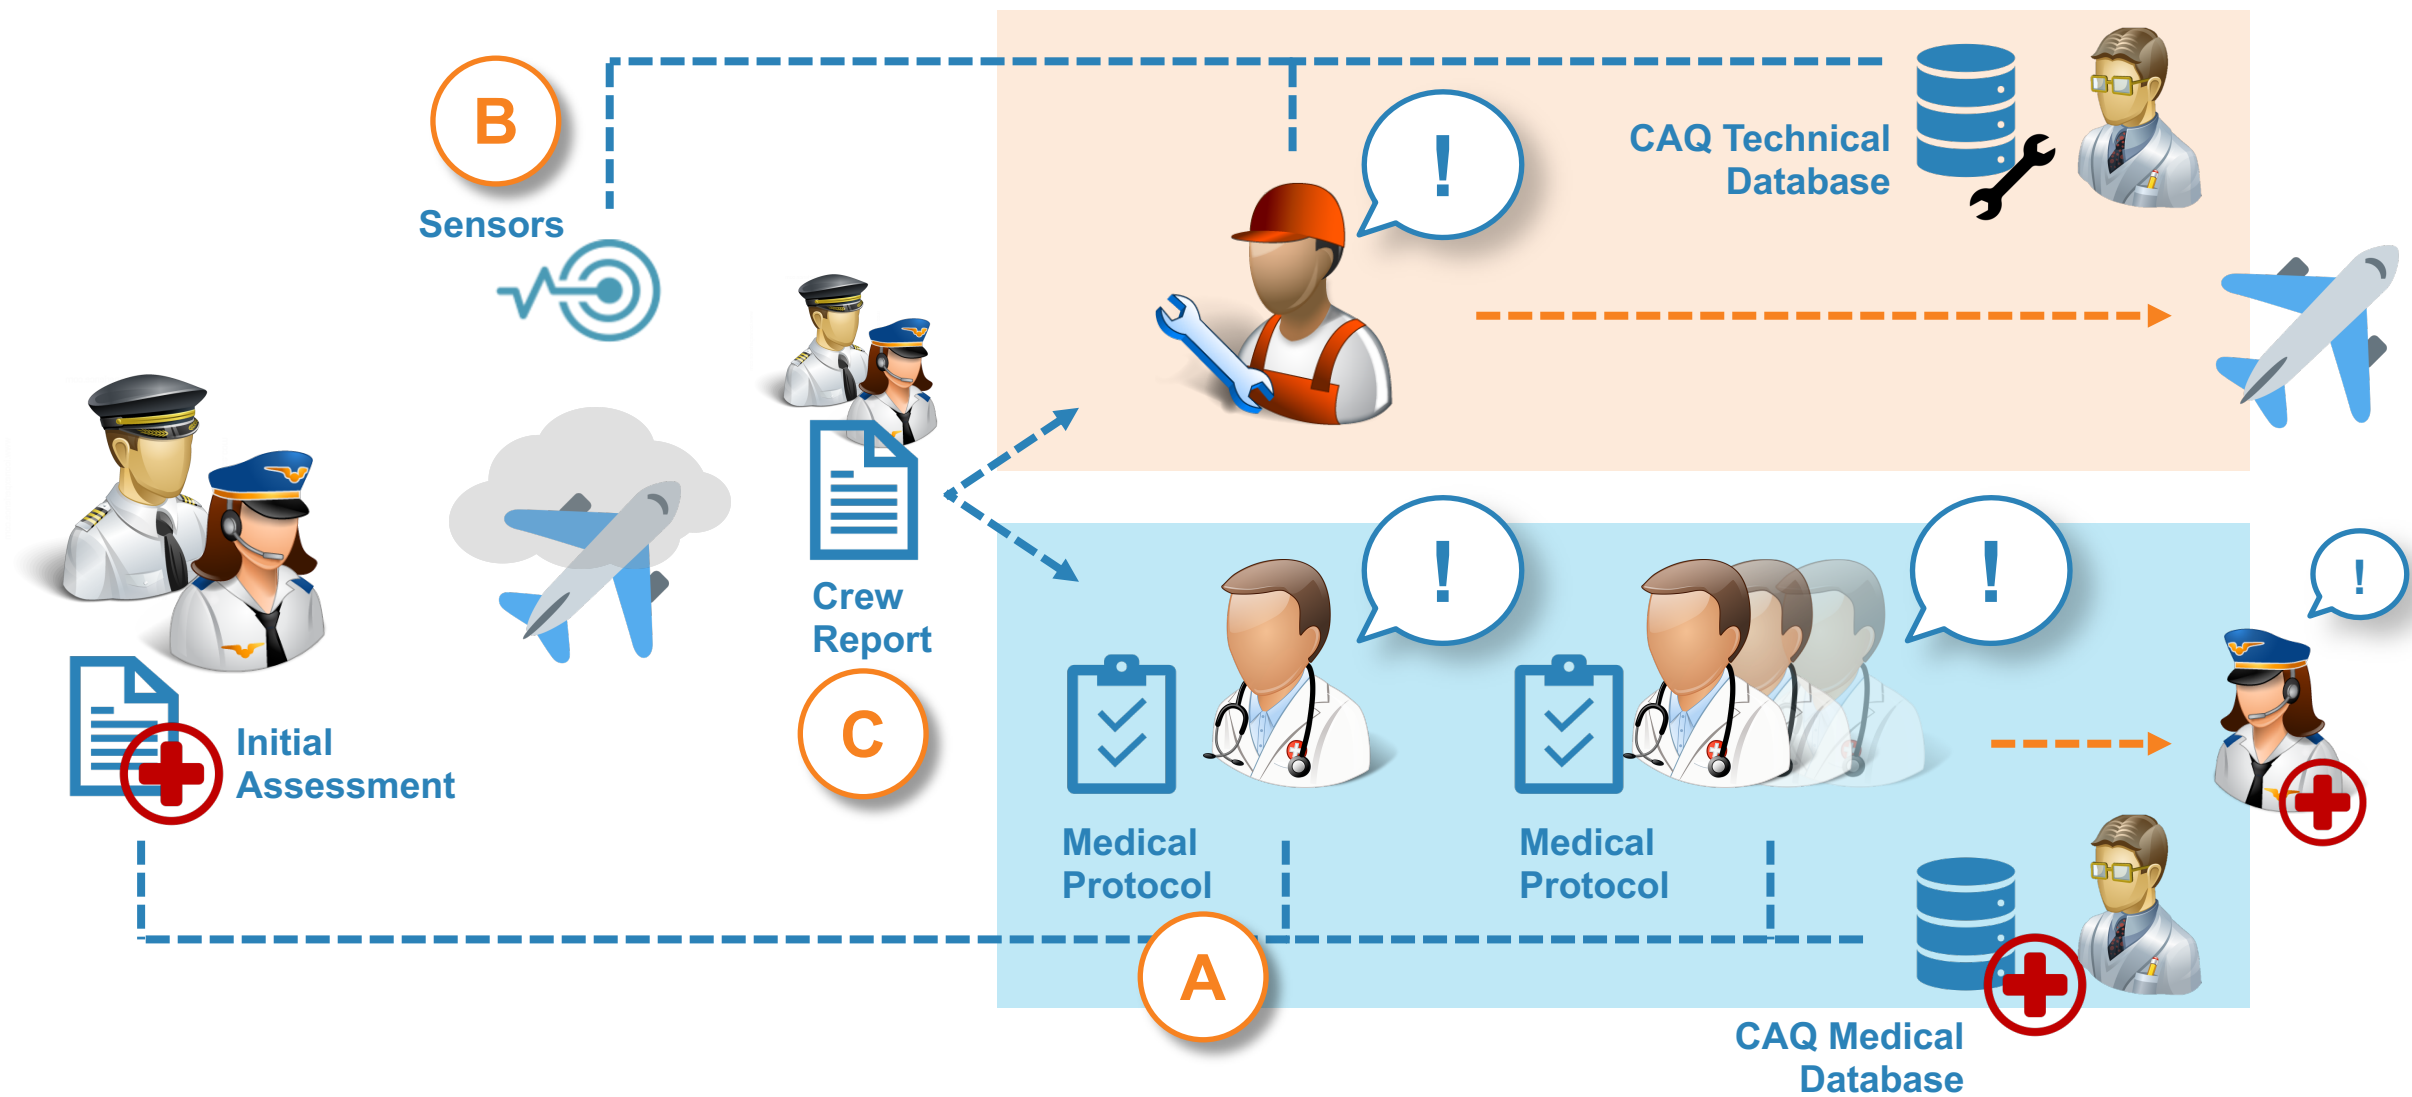 B
Sensors
!
CAQ Technical
Database
Crew
Report
C
!
!
!
Initial
Assessment
Medical
Protocol
Medical
Protocol
A
CAQ Medical
Database